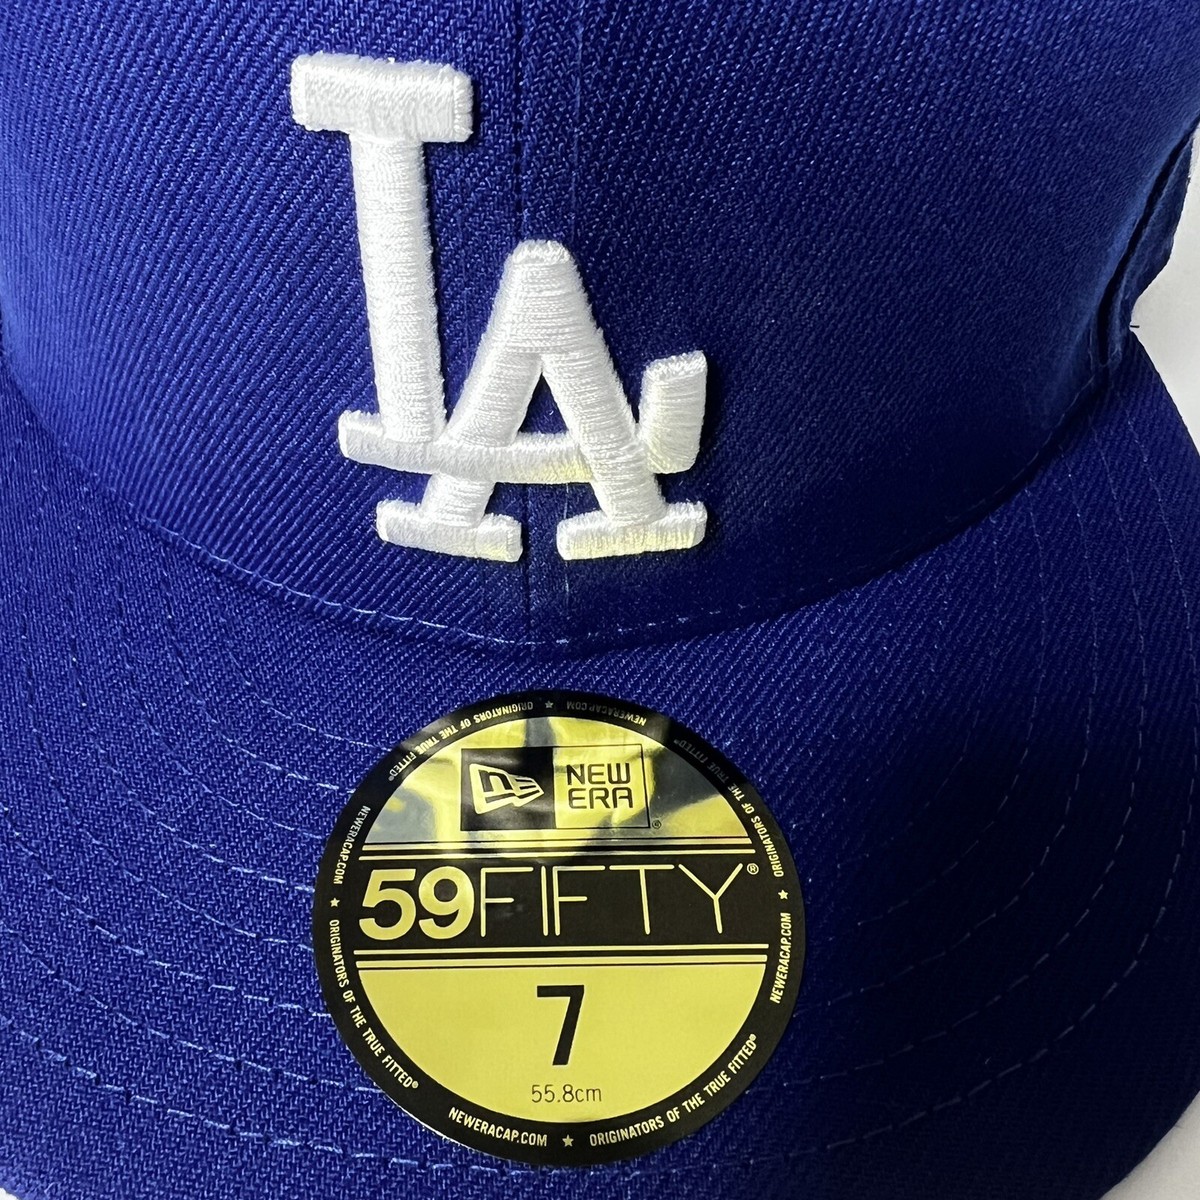 LA
NEW
ERA
®
59FIFTY®
7
55.8cm
NEWERACAP.COM ★ ORIGINATORS OF THE TRUE FITTED®
NEWERACAP.COM ★ ORIGINATORS OF THE TRUE FITTED®
NEWERACAP.COM ★ ORIGINATORS OF THE TRUE FITTED®
NEWERACAP.COM ★ ORIGINATORS OF THE TRUE FITTED®